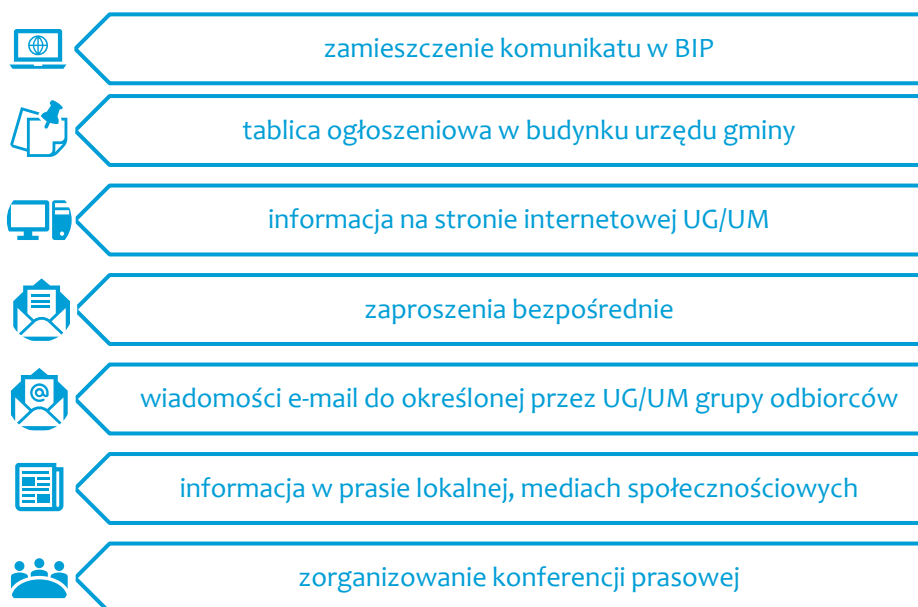 zamieszczenie komunikatu w BIP
tablica ogłoszeniowa w budynku urzędu gminy
informacja na stronie internetowej UG/UM
zaproszenia bezpośrednie
wiadomości e-mail do określonej przez UG/UM grupy odbiorców
informacja w prasie lokalnej, mediach społecznościowych
zorganizowanie konferencji prasowej